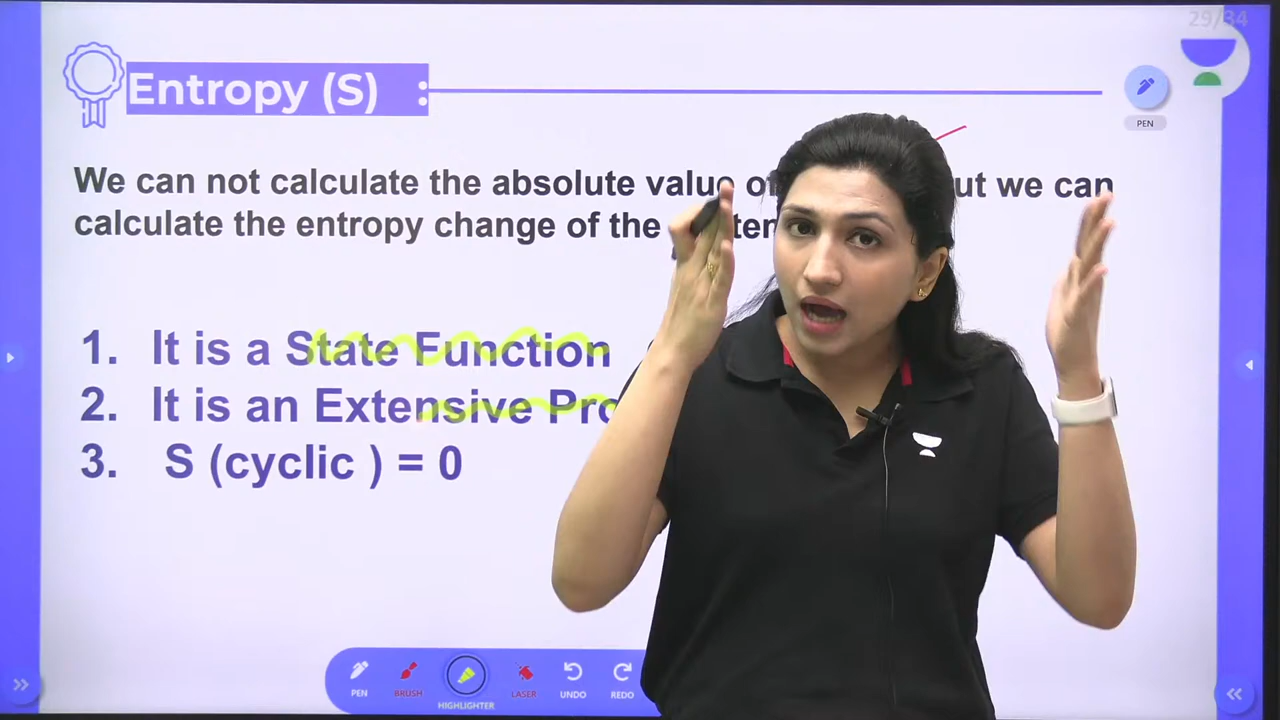 29/34
Entropy (S) :
PEN
We can not calculate the absolute value of ut we can
calculate the entropy change of the
1. It is a State Function
2. It is an Extensive
3. S (cyclic ) = 0
PEN BRUSH HIGHLIGHTER LASER UNDO REDO